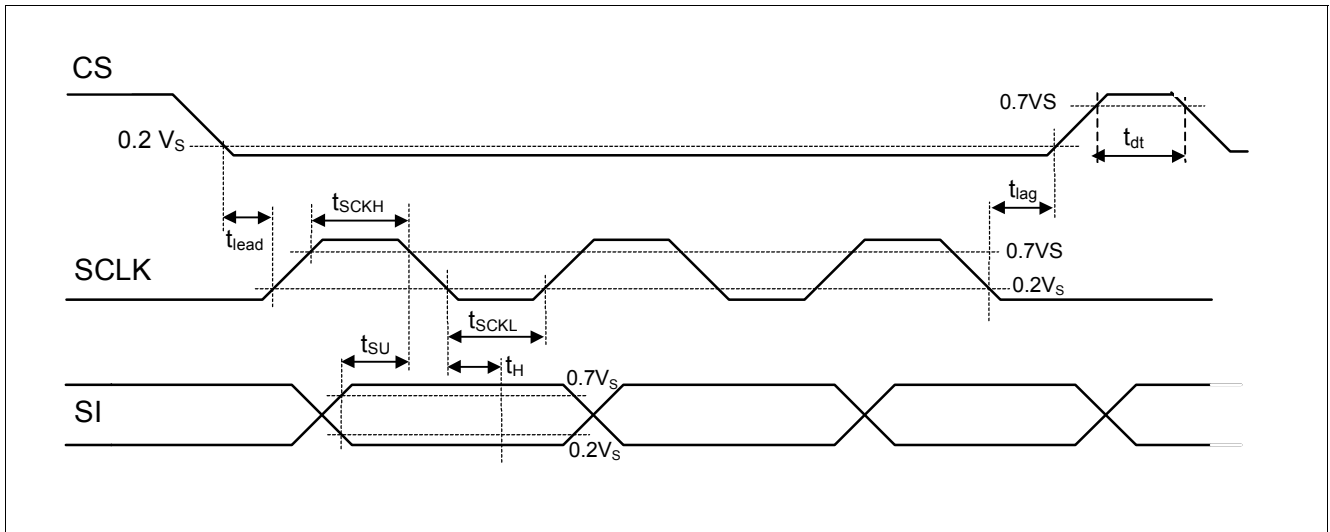 CS
0.7VS
0.2 VS
tdt
tSCKH
tlag
tlead
0.7VS
SCLK
0.2VS
tSCKL
tSU
tH
0.7VS
SI
0.2VS